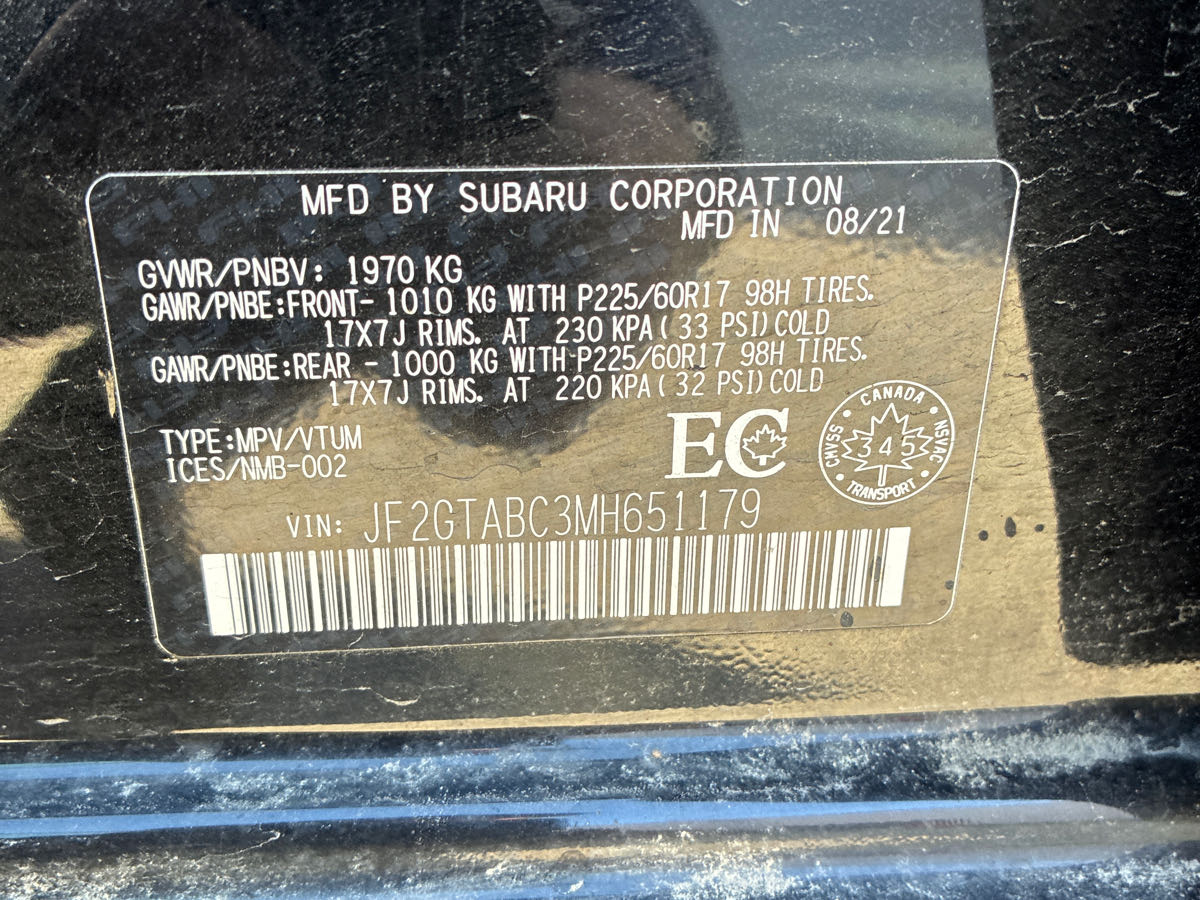 MFD BY SUBARU CORPORATION
MFD IN 08/21
GVWR/PNBV: 1970 KG
GAWR/PNBE:FRONT- 1010 KG WITH P225/60R17 98H TIRES.
17X7J RIMS. AT 230 KPA(33 PSI)COLD
GAWR/PNBE:REAR - 1000 KG WITH P225/60R17 98H TIRES.
17X7J RIMS. AT 220 KPA(32 PSI)COLD
TYPE:MPV/VTUM
ICES/NMB-002
EC
CANADA
CMVSS 345 NSVAC
TRANSPORT
VIN: JF2GTABC3MH651179